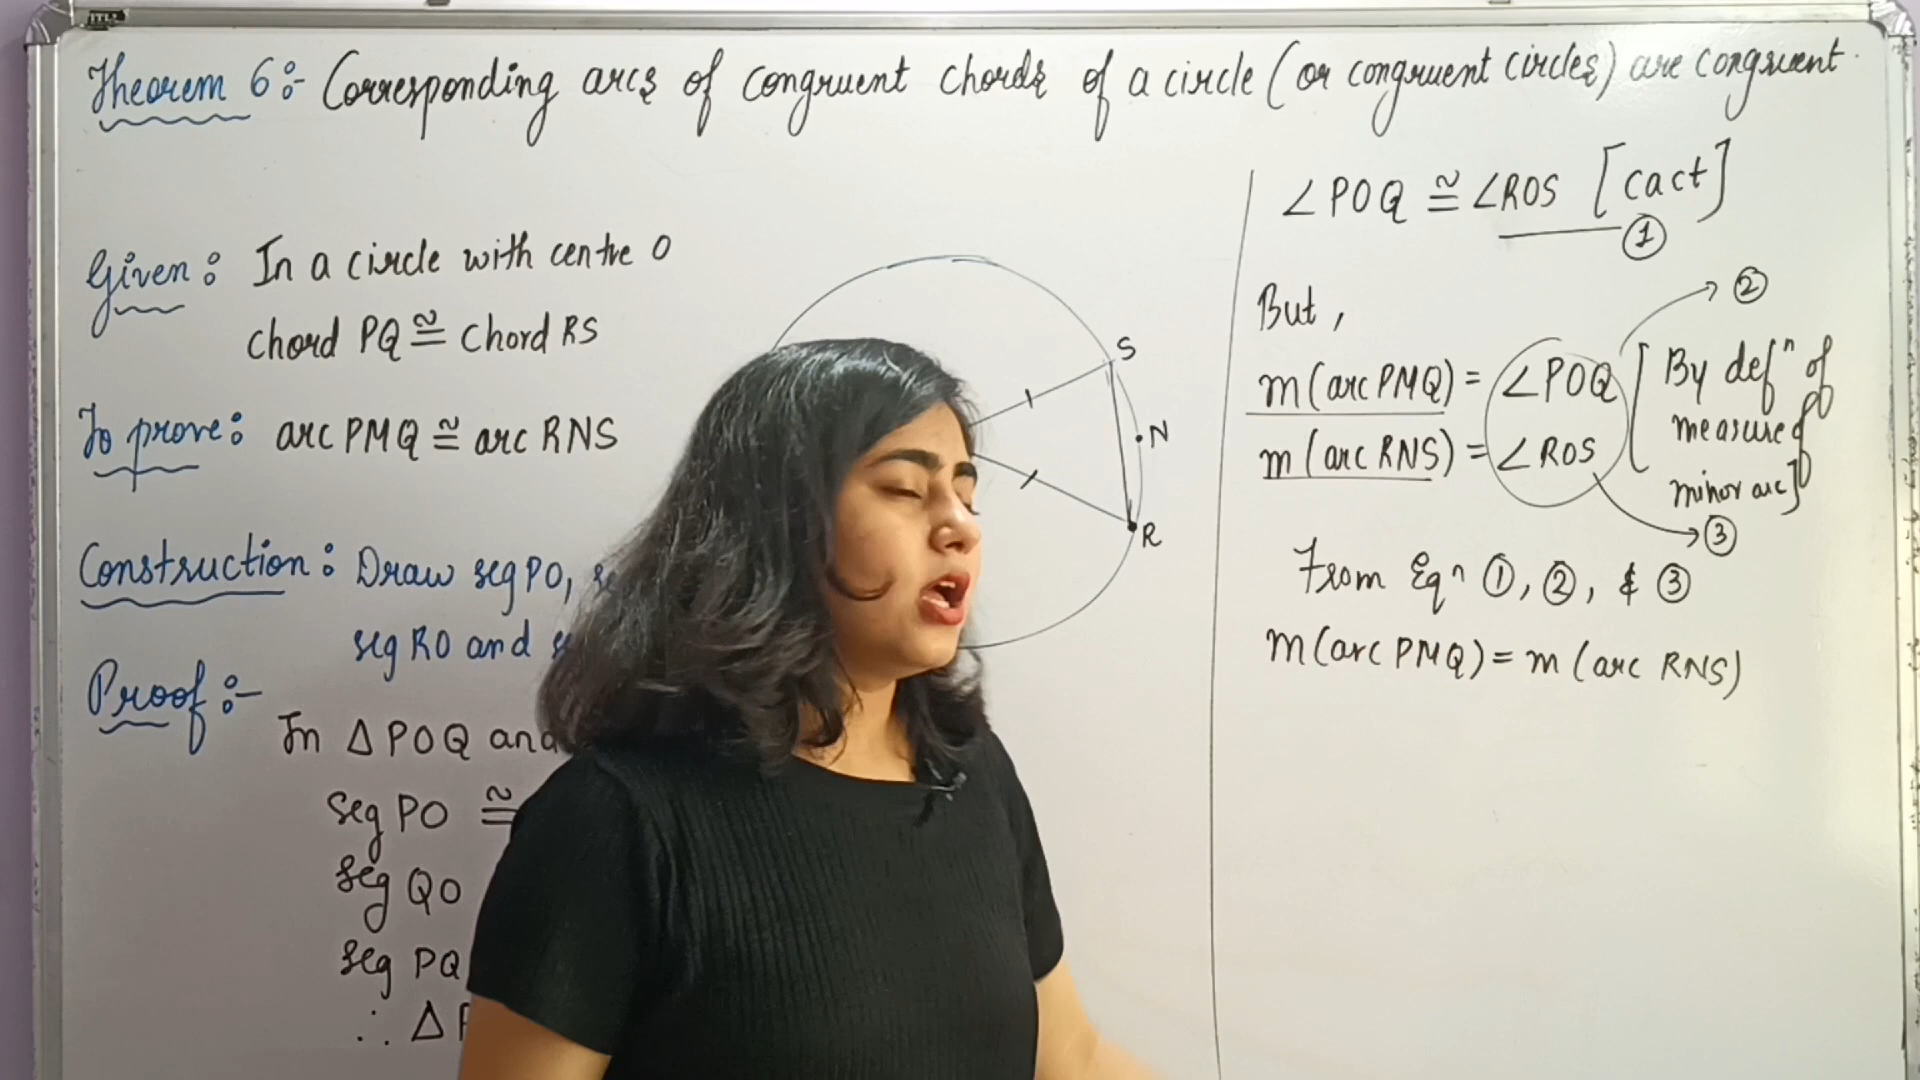 Theorem 6:- Corresponding arcs of congruent chords of a circle (or congruent circles) are congruent.
Given: In a circle with centre O
chord PQ ≅ chord RS
To prove: arc PMQ ≅ arc RNS
Construction: Draw seg PO,
seg RO and
Proof:-
In Δ POQ and
seg PO ≅
seg QO
seg PQ
∴ Δ
S
N
R
∠POQ ≅ ∠ROS [cact]
①
But,
②
m(arc PMQ) = ∠POQ [By defⁿ of
measure of
m(arc RNS) = ∠ROS
minor arc]
③
From Eqⁿ ①, ②, & ③
m(arc PMQ) = m(arc RNS)